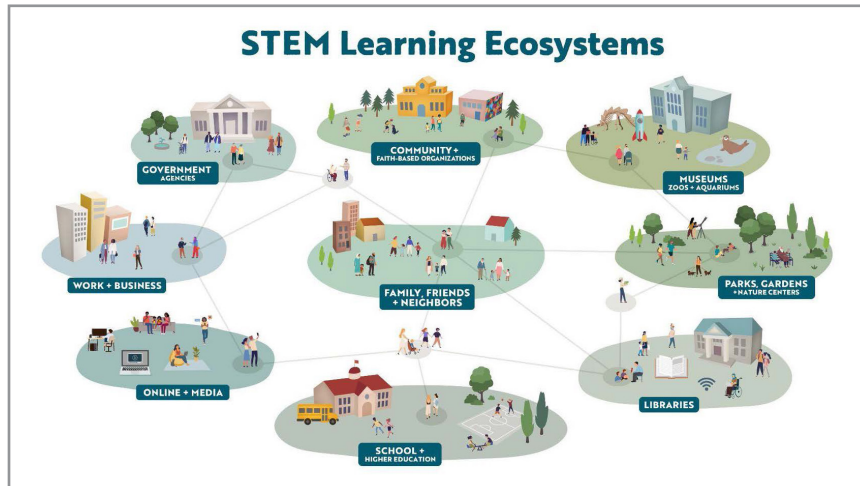 STEM Learning Ecosystems
GOVERNMENT
AGENCIES
COMMUNITY +
FAITH-BASED ORGANIZATIONS
MUSEUMS
ZOOS + AQUARIUMS
WORK + BUSINESS
FAMILY, FRIENDS
+ NEIGHBORS
PARKS, GARDENS
+ NATURE CENTERS
ONLINE + MEDIA
SCHOOL +
HIGHER EDUCATION
LIBRARIES